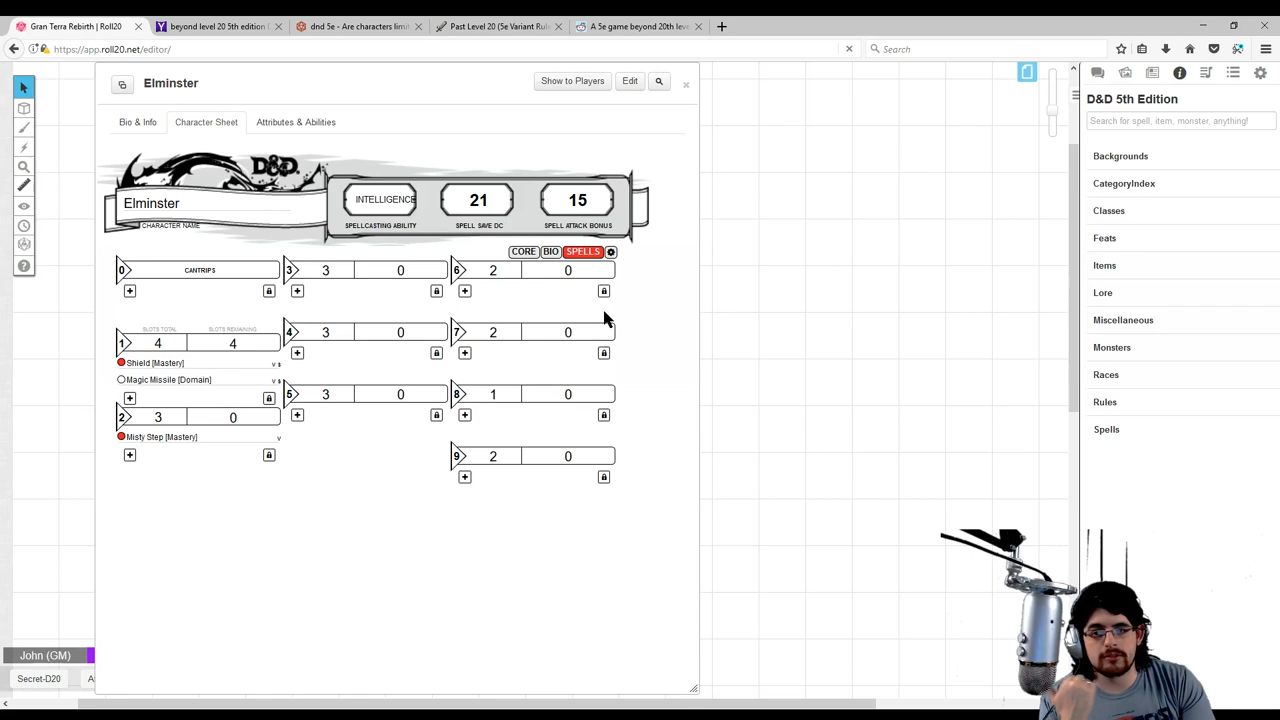 Gran Terra Rebirth | Roll20
beyond level 20 5th edition
dnd 5e - Are characters limit
Past Level 20 (5e Variant Rule
A 5e game beyond 20th leve
https://app.roll20.net/editor/
Search
Elminster
Show to Players
Edit
Bio & Info
Character Sheet
Attributes & Abilities
D&D
Elminster
CHARACTER NAME
INTELLIGENCE
21
15
SPELLCASTING ABILITY
SPELL SAVE DC
SPELL ATTACK BONUS
CORE
BIO
SPELLS
0
CANTRIPS
SLOTS TOTAL
SLOTS REMAINING
1
4
4
Shield [Mastery]
V S
Magic Missile [Domain]
V S
2
3
0
Misty Step [Mastery]
V
3
3
0
4
3
0
5
3
0
6
2
0
7
2
0
8
1
0
9
2
0
John (GM)
Secret-D20
D&D 5th Edition
Search for spell, item, monster, anything!
Backgrounds
CategoryIndex
Classes
Feats
Items
Lore
Miscellaneous
Monsters
Races
Rules
Spells